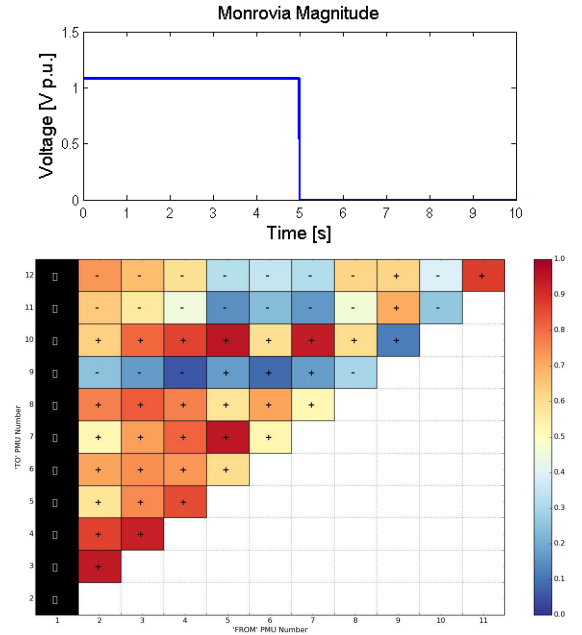 Monrovia Magnitude
1.5
1
0.5
0
Voltage [V p.u.]
0 1 2 3 4 5 6 7 8 9 10
Time [s]
12 - - - - - - - + - + 1.0
11 - - - - - - - + - 0.9
10 - + + + + + + + 0.8
9 - - - + + + - 0.7
8 + + + + + + 0.6
7 + + + + + 0.5
6 + + + + 0.4
5 + + + 0.3
4 + + 0.2
3 + 0.1
2 0.0
'TO' PMU Number
1 2 3 4 5 6 7 8 9 10 11
'FROM' PMU Number